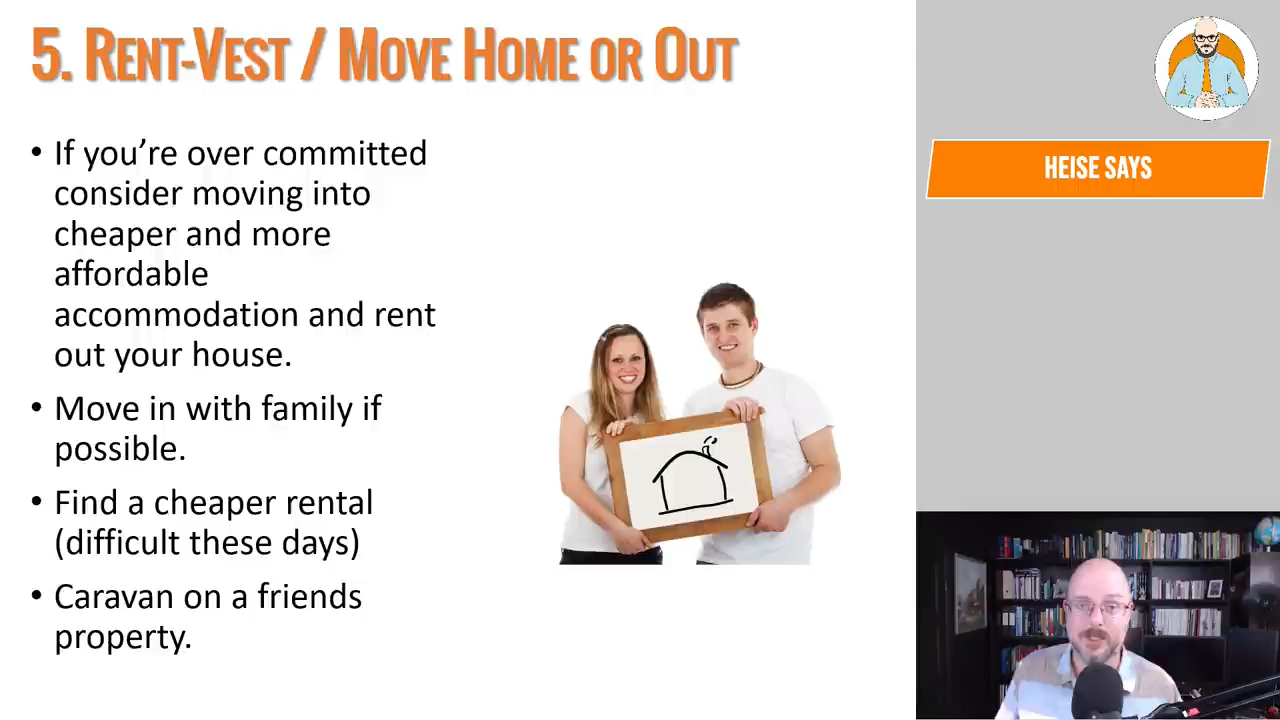 5. RENT-VEST / MOVE HOME OR OUT
• If you’re over committed
consider moving into
cheaper and more
affordable
accommodation and rent
out your house.
• Move in with family if
possible.
• Find a cheaper rental
(difficult these days)
• Caravan on a friends
property.
HEISE SAYS